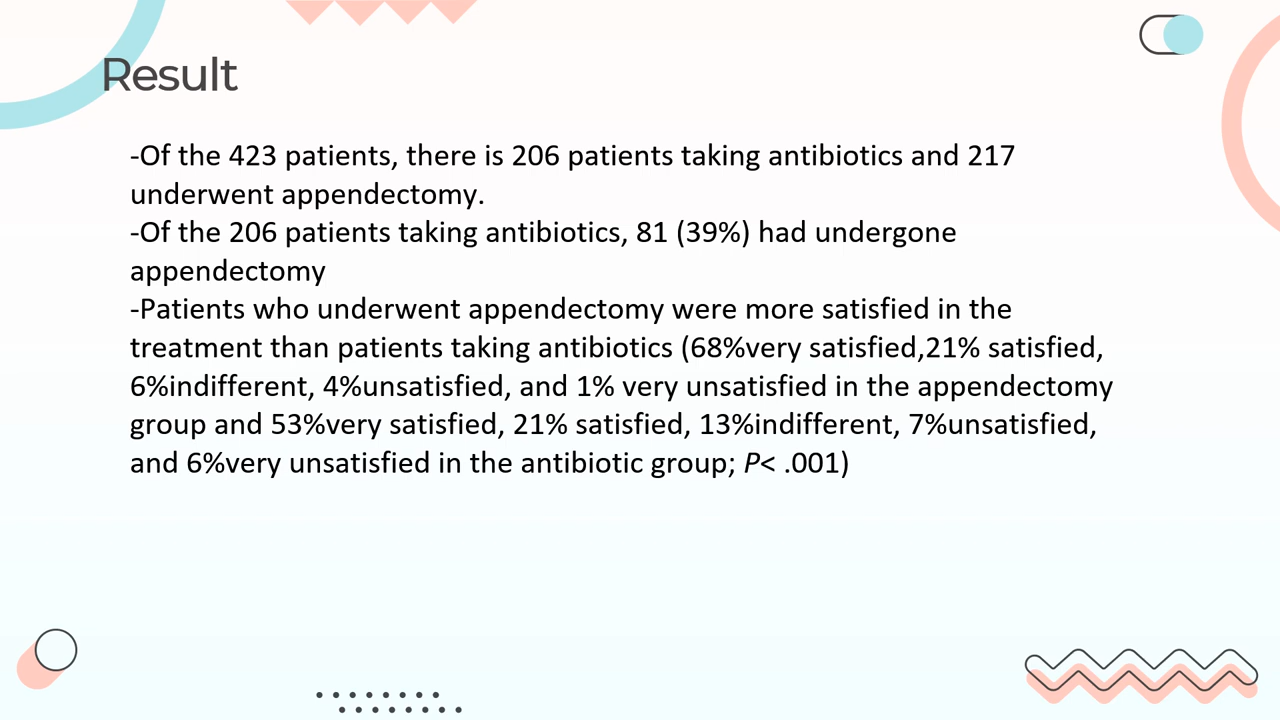 Result
-Of the 423 patients, there is 206 patients taking antibiotics and 217
underwent appendectomy.
-Of the 206 patients taking antibiotics, 81 (39%) had undergone
appendectomy
-Patients who underwent appendectomy were more satisfied in the
treatment than patients taking antibiotics (68%very satisfied,21% satisfied,
6%indifferent, 4%unsatisfied, and 1% very unsatisfied in the appendectomy
group and 53%very satisfied, 21% satisfied, 13%indifferent, 7%unsatisfied,
and 6%very unsatisfied in the antibiotic group; P< .001)